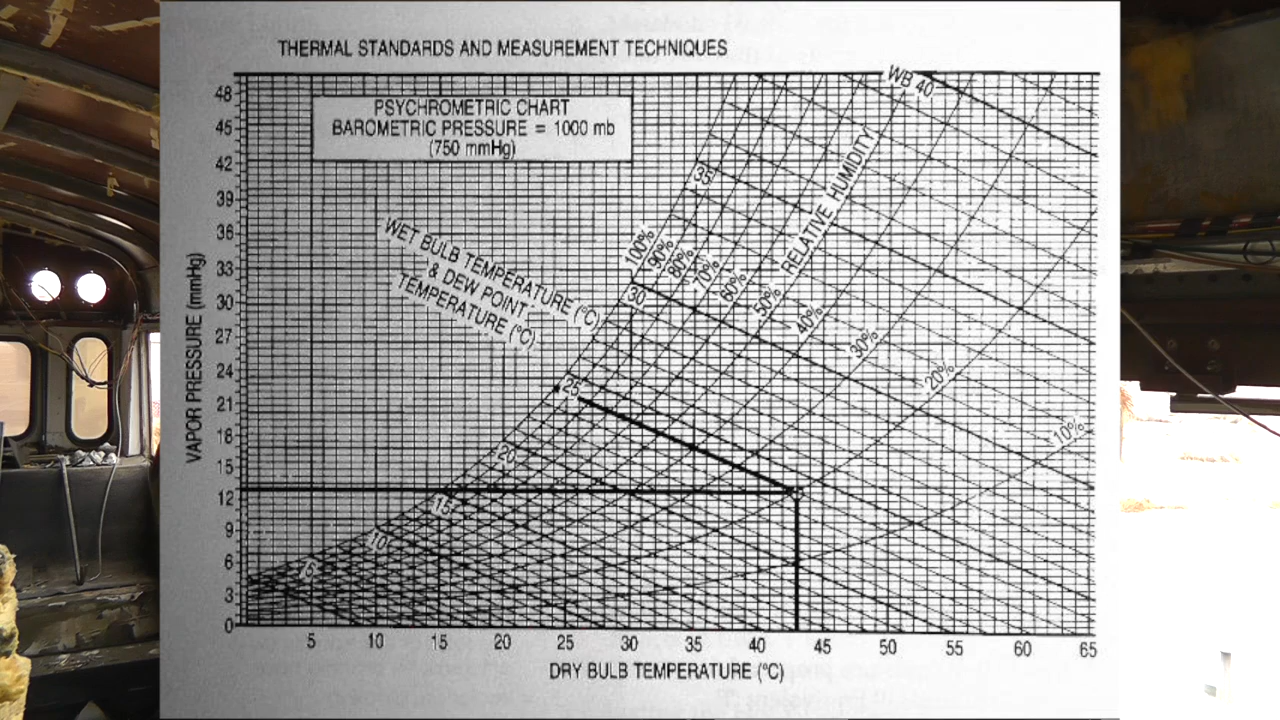 THERMAL STANDARDS AND MEASUREMENT TECHNIQUES
PSYCHROMETRIC CHART
BAROMETRIC PRESSURE = 1000 mb
(750 mmHg)
WB 40
48
45
42
39
36
33
30
27
24
21
18
15
12
9
6
3
0
VAPOR PRESSURE (mmHg)
WET BULB TEMPERATURE (°C)
& DEW POINT
TEMPERATURE (°C)
RELATIVE HUMIDITY
100%
90%
80%
70%
60%
50%
40%
30%
20%
10%
35
30
25
20
15
10
5
5 10 15 20 25 30 35 40 45 50 55 60 65
DRY BULB TEMPERATURE (°C)